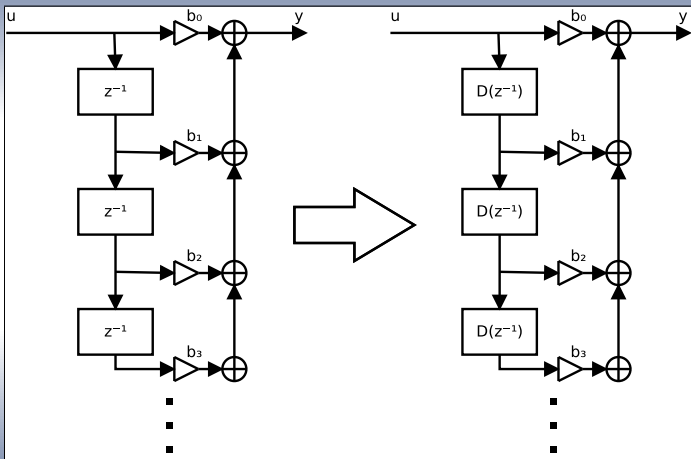 u b₀ y u b₀ y
z⁻¹ D(z⁻¹)
b₁ b₁
z⁻¹ D(z⁻¹)
b₂ b₂
z⁻¹ D(z⁻¹)
b₃ b₃